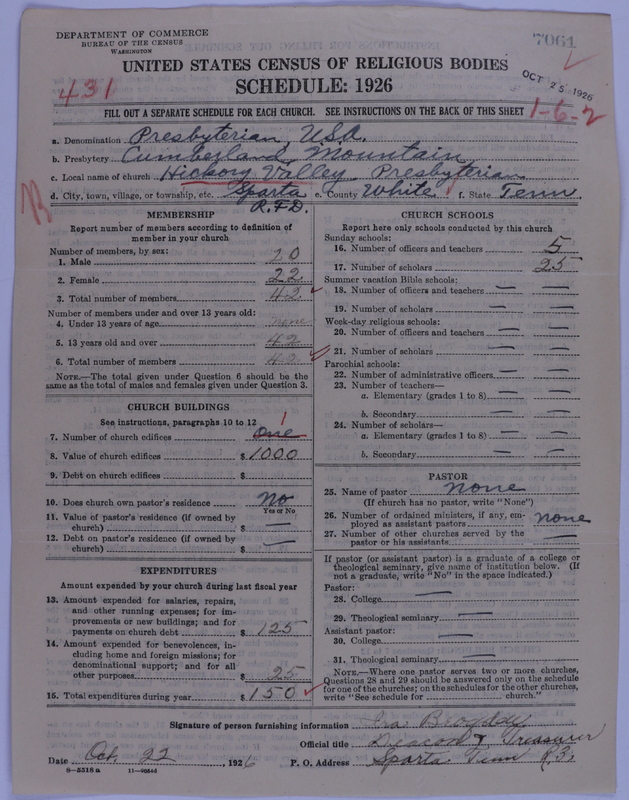 DEPARTMENT OF COMMERCE
BUREAU OF THE CENSUS
WASHINGTON
7061
UNITED STATES CENSUS OF RELIGIOUS BODIES
SCHEDULE: 1926
OCT 25 1926
431
FILL OUT A SEPARATE SCHEDULE FOR EACH CHURCH. SEE INSTRUCTIONS ON THE BACK OF THIS SHEET
1-6-2
a. Denomination Presbyterian USA.
b. Presbytery Cumberland Mountain
c. Local name of church Hickory Valley Presbyterian
d. City, town, village, or township, etc. Sparta e. County White f. State Tenn.
R.F.D.
MEMBERSHIP
Report number of members according to definition of
member in your church
Number of members, by sex:
1. Male 20
2. Female 22
3. Total number of members 42
Number of members under and over 13 years old:
4. Under 13 years of age none
5. 13 years old and over 42
6. Total number of members 42
NOTE.—The total given under Question 6 should be the
same as the total of males and females given under Question 3.
CHURCH BUILDINGS
See instructions, paragraphs 10 to 12
1
7. Number of church edifices One
8. Value of church edifices $1000
9. Debt on church edifices $
10. Does church own pastor's residence No
Yes or No
11. Value of pastor's residence (if owned by
church) $ —
12. Debt on pastor's residence (if owned by
church) $ —
EXPENDITURES
Amount expended by your church during last fiscal year
13. Amount expended for salaries, repairs,
and other running expenses; for im-
provements or new buildings; and for
payments on church debt $ 125
14. Amount expended for benevolences, in-
cluding home and foreign missions; for
denominational support; and for all
other purposes $ 25
15. Total expenditures during year $ 150
CHURCH SCHOOLS
Report here only schools conducted by this church
Sunday schools:
16. Number of officers and teachers 5
17. Number of scholars 25
Summer vacation Bible schools:
18. Number of officers and teachers — —
19. Number of scholars — —
Week-day religious schools:
20. Number of officers and teachers — —
21. Number of scholars — —
Parochial schools:
22. Number of administrative officers — —
23. Number of teachers—
a. Elementary (grades 1 to 8) — —
b. Secondary — —
24. Number of scholars—
a. Elementary (grades 1 to 8) — —
b. Secondary — —
PASTOR
25. Name of pastor none
(If church has no pastor, write "None")
26. Number of ordained ministers, if any, em-
ployed as assistant pastors none
27. Number of other churches served by the
pastor or his assistants —
If pastor (or assistant pastor) is a graduate of a college or
theological seminary, give name of institution below. (If
not a graduate, write "No" in the space indicated.)
Pastor:
28. College —
29. Theological seminary —
Assistant pastor:
30. College —
31. Theological seminary —
NOTE.—Where one pastor serves two or more churches,
Questions 28 and 29 should be answered only on the schedule
for one of the churches; on the schedules for the other churches,
write "See schedule for church."
Signature of person furnishing information Ira
Official title Deacon & Treasurer
Date Oct. 22, 1926 P. O. Address Sparta Tenn R.3.
8—5518 a